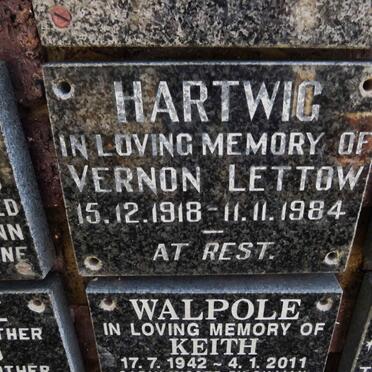 HARTWIG
IN LOVING MEMORY OF
VERNON LETTOW
15.12.1918 - 11.11.1984
AT REST.
WALPOLE
IN LOVING MEMORY OF
KEITH
17.7.1942 ~ 4.1.2011